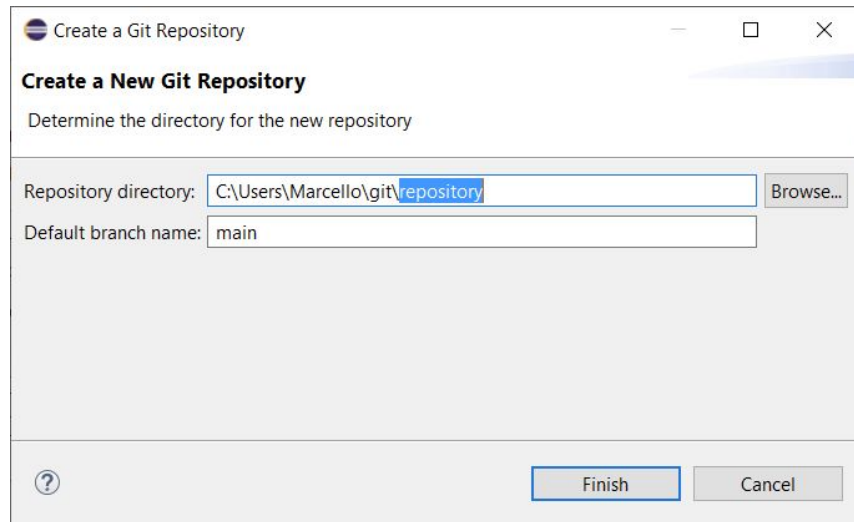 Create a Git Repository
Create a New Git Repository
Determine the directory for the new repository
Repository directory: C:\Users\Marcello\git\repository Browse...
Default branch name: main
? Finish Cancel